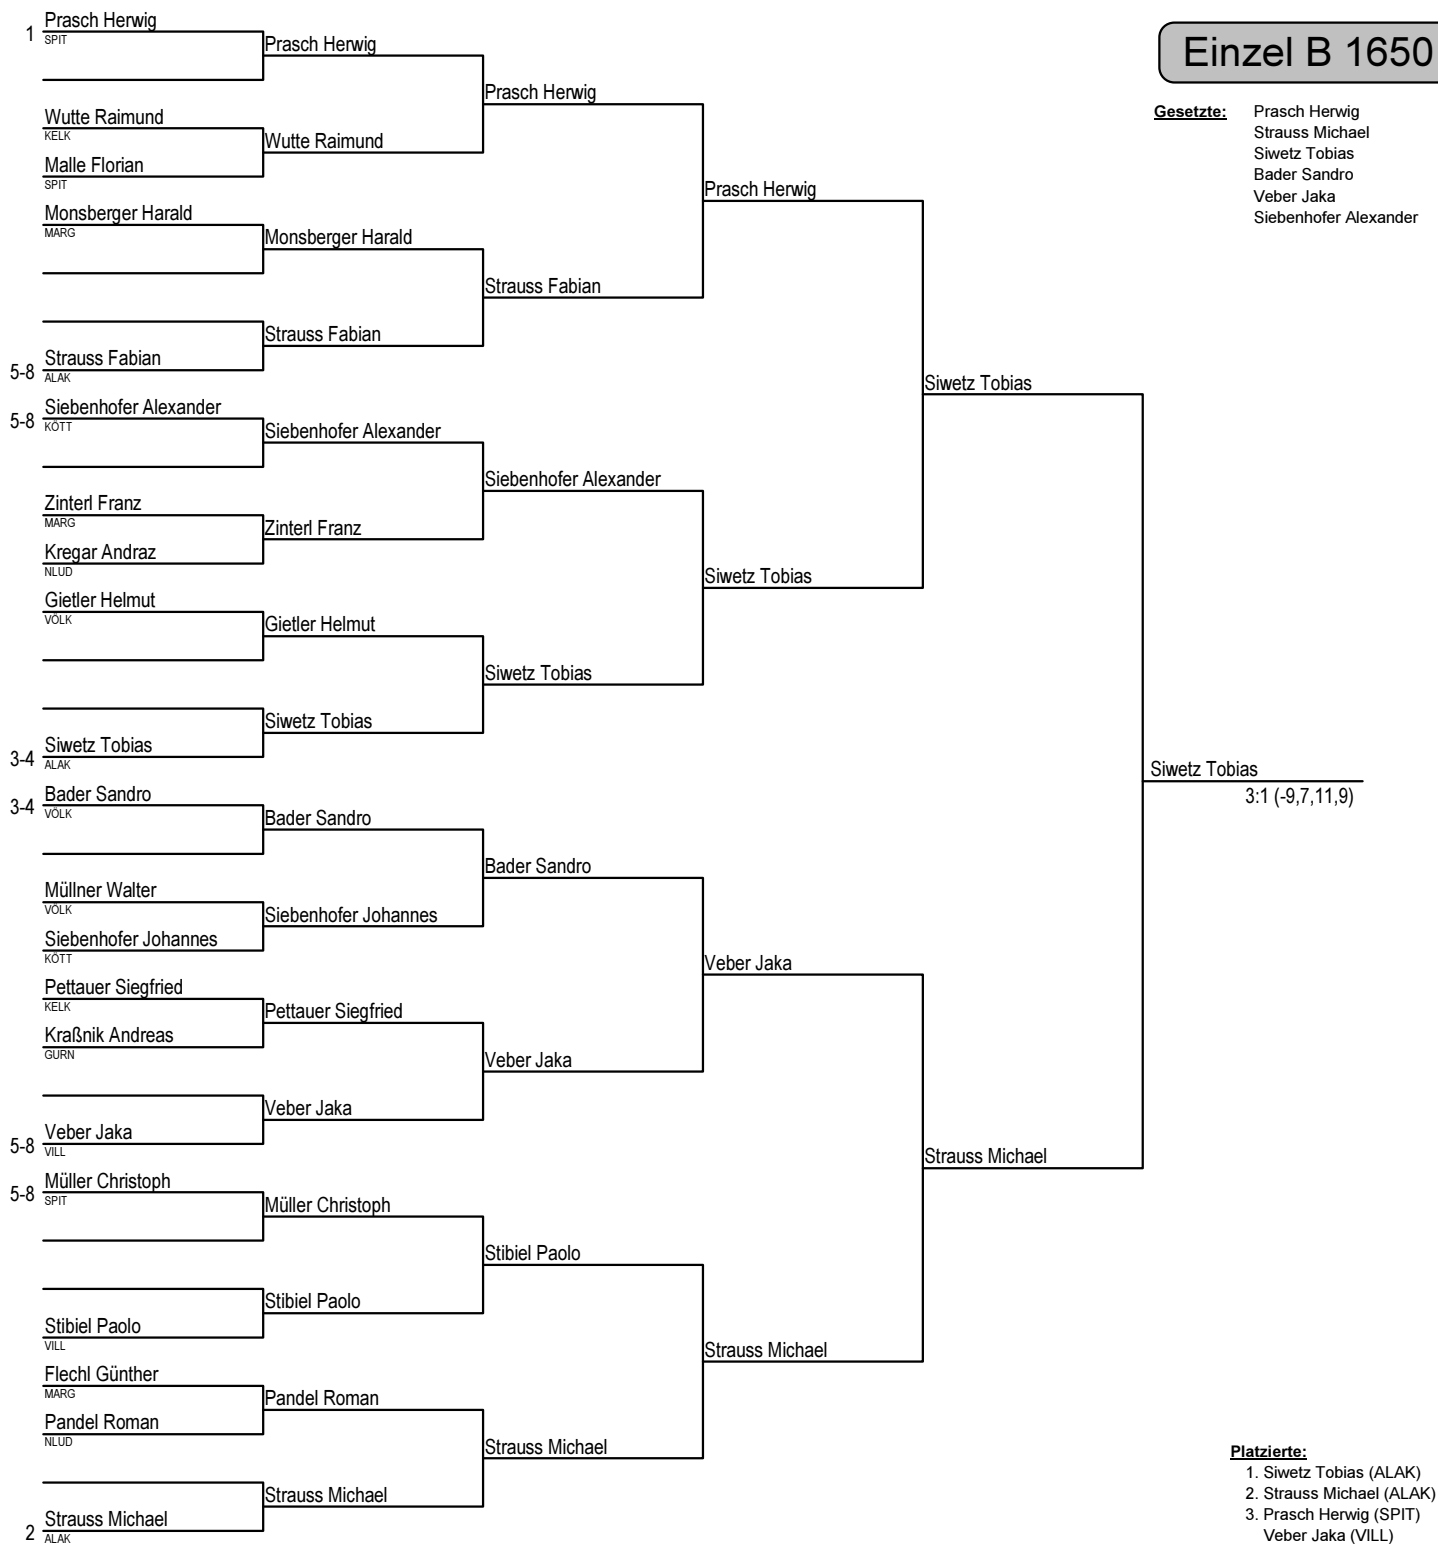 Einzel B 1650
Gesetzte:
Prasch Herwig
Strauss Michael
Siwetz Tobias
Bader Sandro
Veber Jaka
Siebenhofer Alexander
1 Prasch Herwig
SPIT
Wutte Raimund
KELK
Malle Florian
SPIT
Monsberger Harald
MARG
5-8 Strauss Fabian
ALAK
5-8 Siebenhofer Alexander
KÖTT
Zinterl Franz
MARG
Kregar Andraz
NLUD
Gietler Helmut
VÖLK
3-4 Siwetz Tobias
ALAK
3-4 Bader Sandro
VÖLK
Müllner Walter
VÖLK
Siebenhofer Johannes
KÖTT
Pettauer Siegfried
KELK
Kraßnik Andreas
GURN
5-8 Veber Jaka
VILL
5-8 Müller Christoph
SPIT
Stibiel Paolo
VILL
Flechl Günther
MARG
Pandel Roman
NLUD
2 Strauss Michael
ALAK
Prasch Herwig
Wutte Raimund
Monsberger Harald
Strauss Fabian
Siebenhofer Alexander
Zinterl Franz
Gietler Helmut
Siwetz Tobias
Bader Sandro
Siebenhofer Johannes
Pettauer Siegfried
Veber Jaka
Müller Christoph
Stibiel Paolo
Pandel Roman
Strauss Michael
Prasch Herwig
Strauss Fabian
Siebenhofer Alexander
Siwetz Tobias
Bader Sandro
Veber Jaka
Stibiel Paolo
Strauss Michael
Prasch Herwig
Siwetz Tobias
Veber Jaka
Strauss Michael
Siwetz Tobias
Strauss Michael
Siwetz Tobias
3:1 (-9,7,11,9)
Platzierte:
1. Siwetz Tobias (ALAK)
2. Strauss Michael (ALAK)
3. Prasch Herwig (SPIT)
Veber Jaka (VILL)